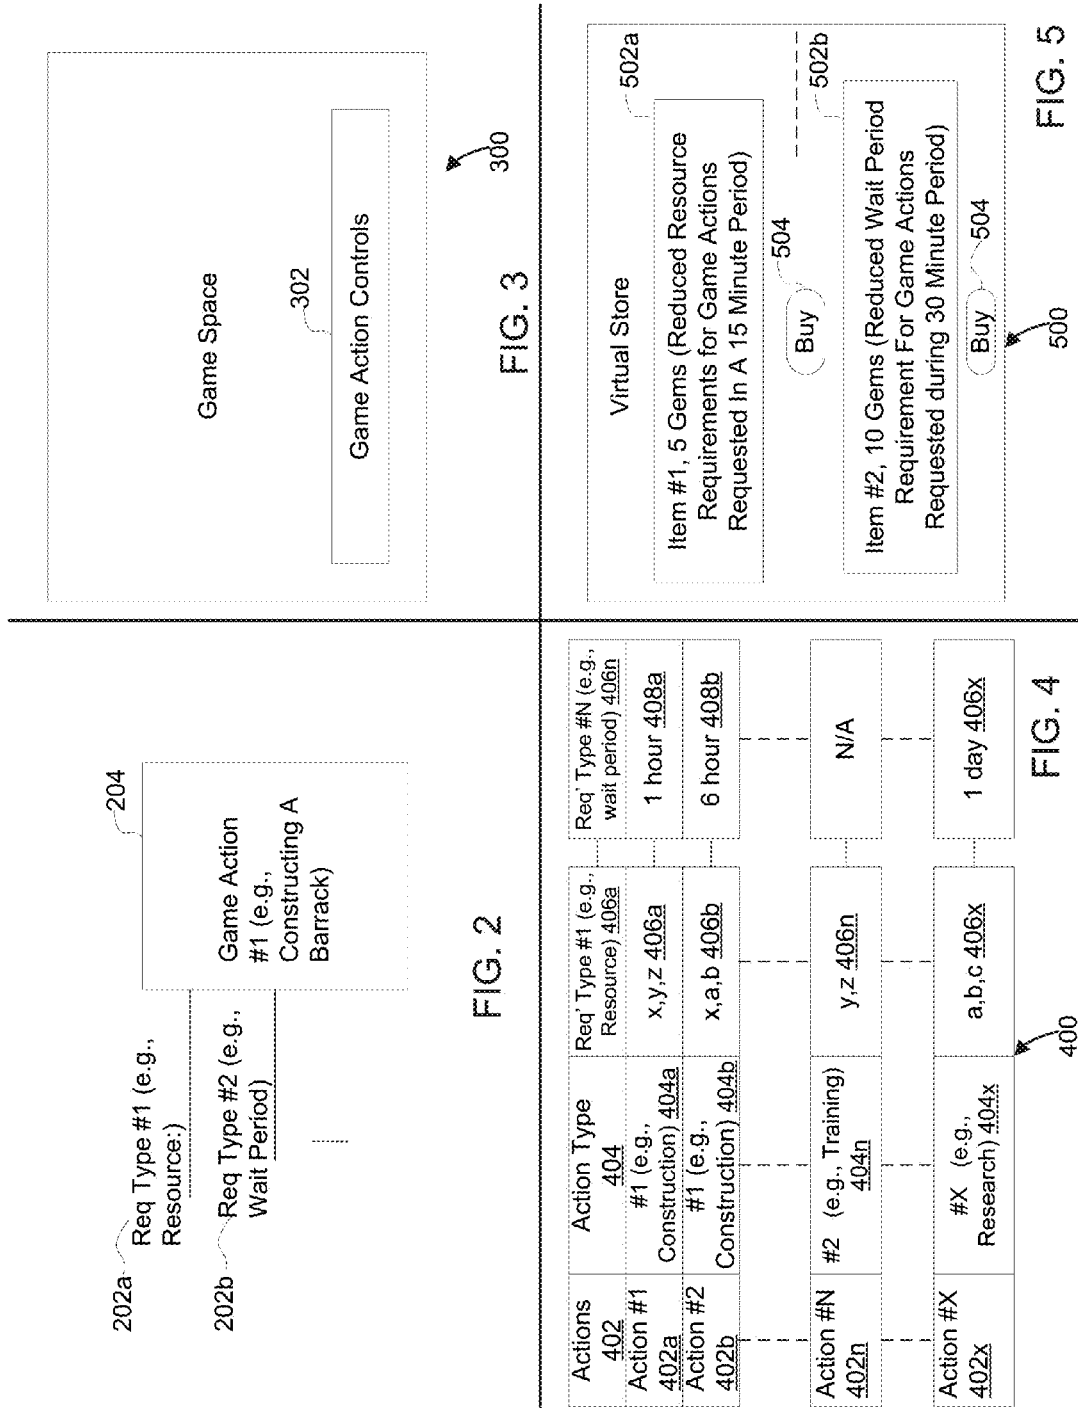 202a
Req Type #1 (e.g.,
Resource:)
202b
Req Type #2 (e.g.,
Wait Period)
204
Game Action
#1 (e.g.,
Constructing A
Barrack)
FIG. 2
Game Space
302
Game Action Controls
300
FIG. 3
Actions
402
Action Type
404
Req' Type #1 (e.g.,
Resource) 406a
Req' Type #N (e.g.,
wait period) 406n
Action #1
402a
#1 (e.g.,
Construction) 404a
x,y,z 406a
1 hour 408a
Action #2
402b
#1 (e.g.,
Construction) 404b
x,a,b 406b
6 hour 408b
Action #N
402n
#2 (e.g., Training)
404n
y,z 406n
N/A
Action #X
402x
#X (e.g.,
Research) 404x
a,b,c 406x
1 day 406x
400
FIG. 4
Virtual Store
502a
Item #1, 5 Gems (Reduced Resource
Requirements for Game Actions
Requested In A 15 Minute Period)
504
Buy
502b
Item #2, 10 Gems (Reduced Wait Period
Requirement For Game Actions
Requested during 30 Minute Period)
504
Buy
500
FIG. 5